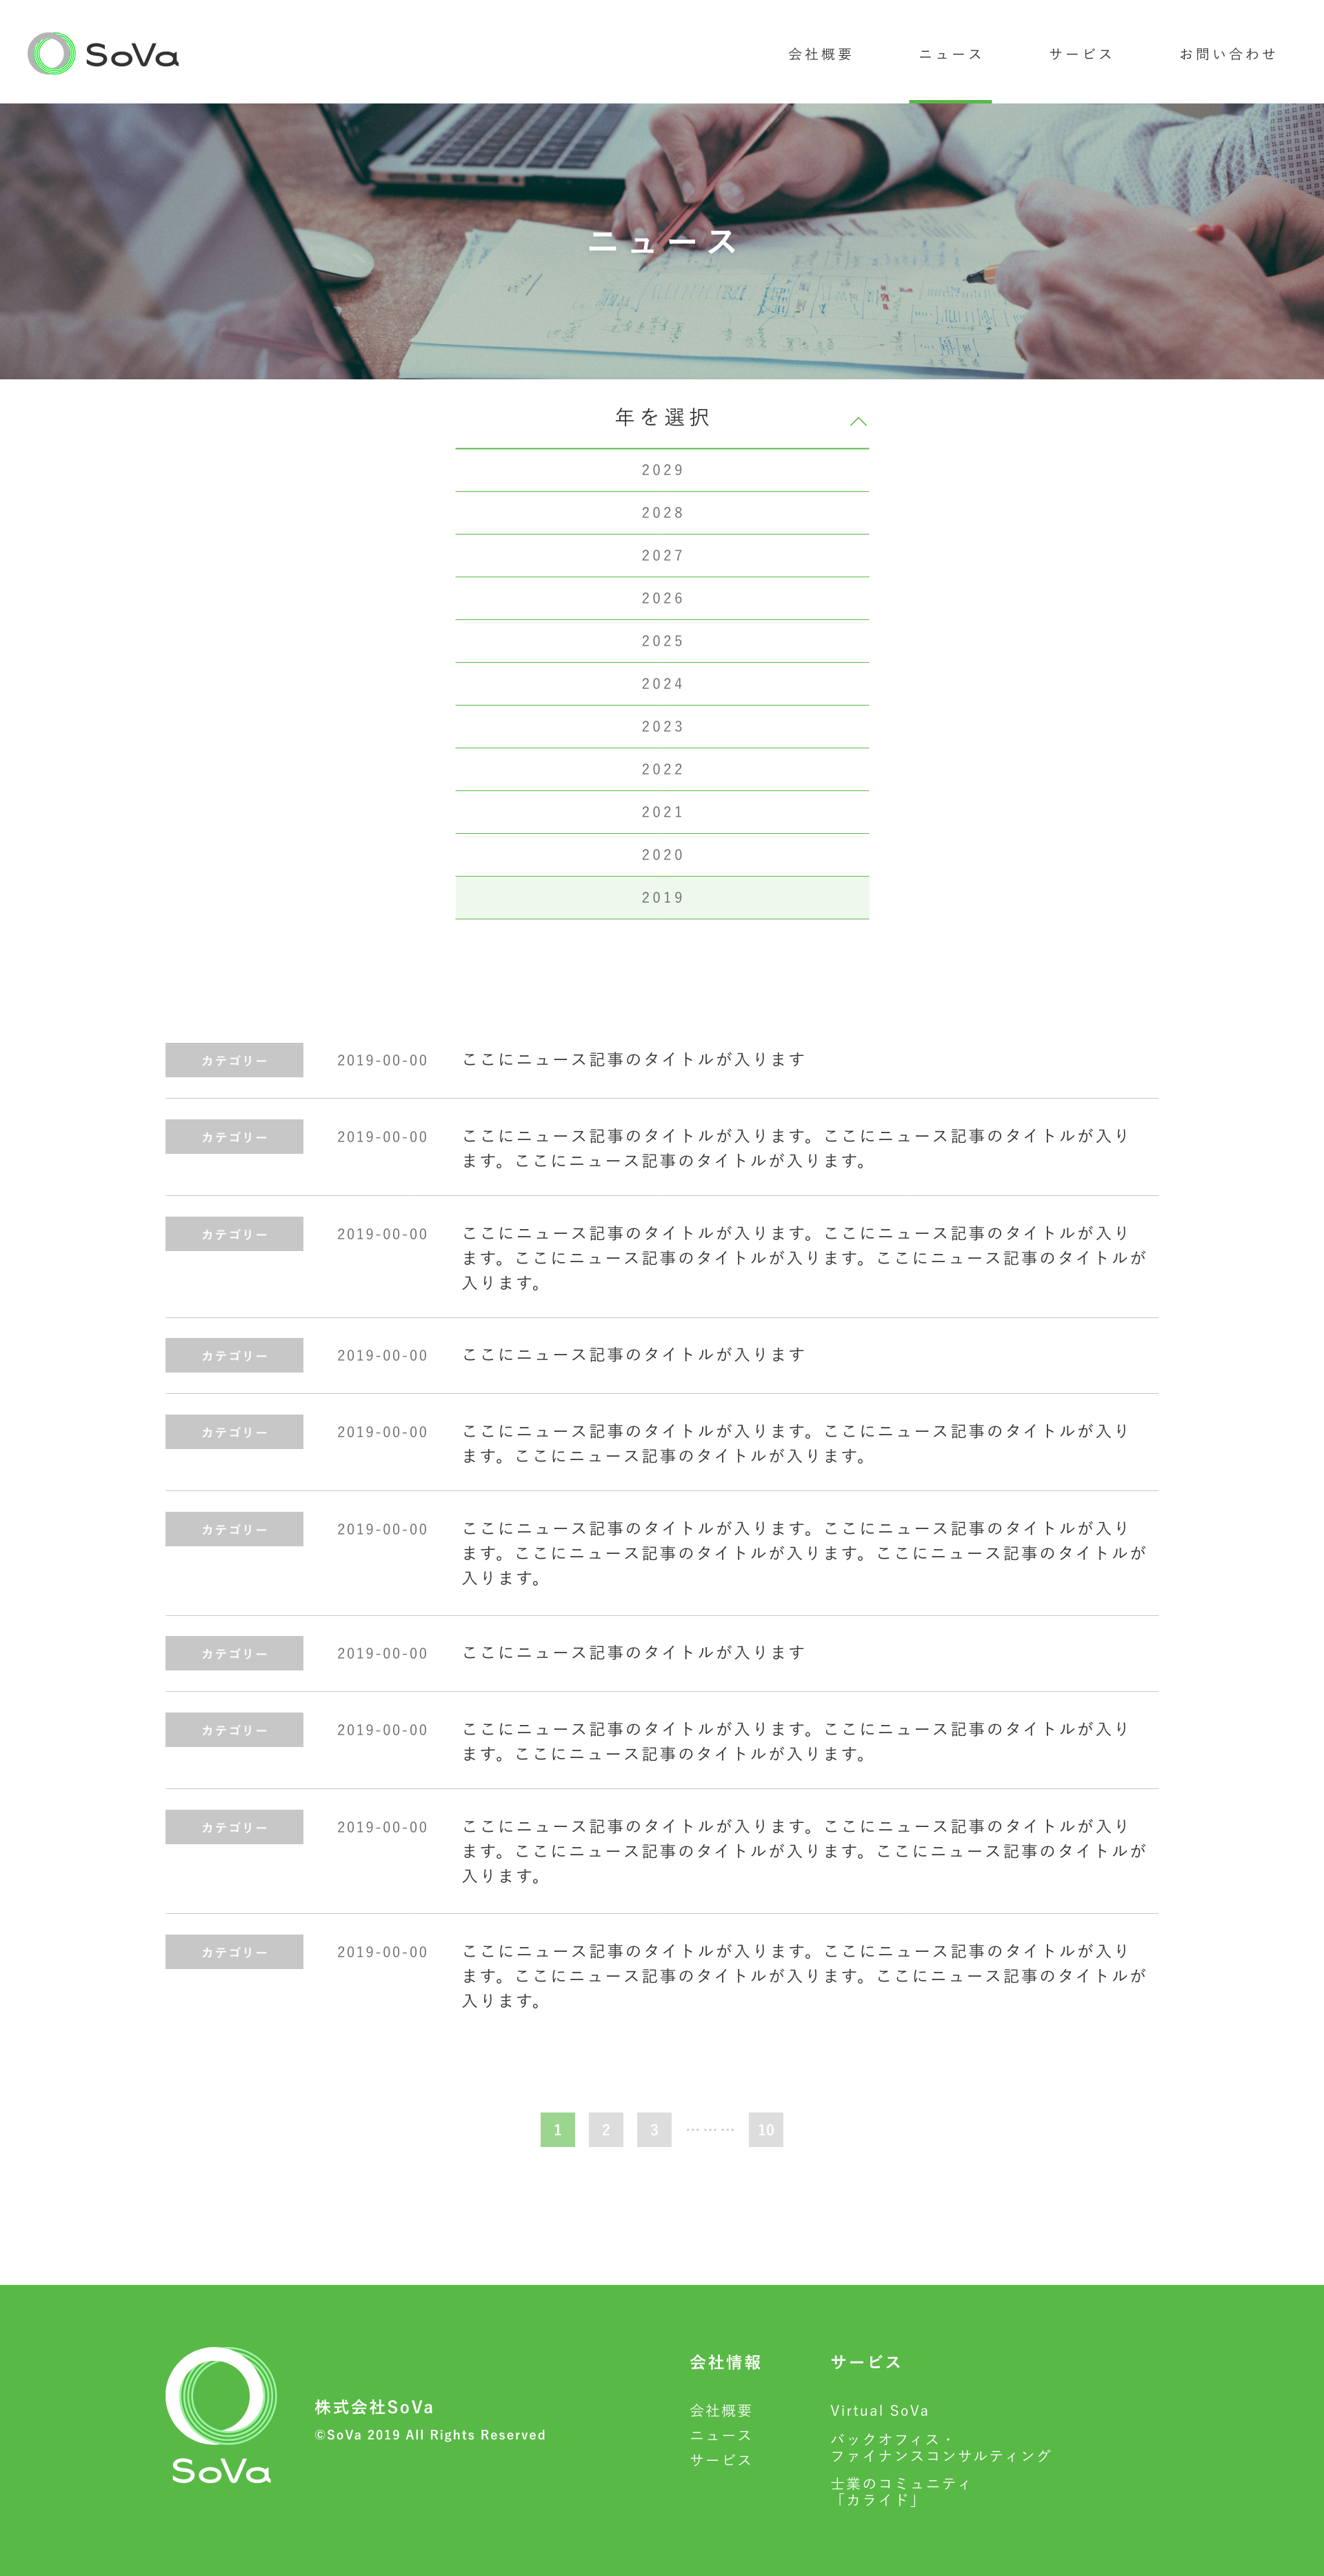 SoVa
会社概要
ニュース
サービス
お問い合わせ
ニュース
年を選択
2029
2028
2027
2026
2025
2024
2023
2022
2021
2020
2019
カテゴリー 2019-00-00 ここにニュース記事のタイトルが入ります
カテゴリー 2019-00-00 ここにニュース記事のタイトルが入ります。ここにニュース記事のタイトルが入り
ます。ここにニュース記事のタイトルが入ります。
カテゴリー 2019-00-00 ここにニュース記事のタイトルが入ります。ここにニュース記事のタイトルが入り
ます。ここにニュース記事のタイトルが入ります。ここにニュース記事のタイトルが
入ります。
カテゴリー 2019-00-00 ここにニュース記事のタイトルが入ります
カテゴリー 2019-00-00 ここにニュース記事のタイトルが入ります。ここにニュース記事のタイトルが入り
ます。ここにニュース記事のタイトルが入ります。
カテゴリー 2019-00-00 ここにニュース記事のタイトルが入ります。ここにニュース記事のタイトルが入り
ます。ここにニュース記事のタイトルが入ります。ここにニュース記事のタイトルが
入ります。
カテゴリー 2019-00-00 ここにニュース記事のタイトルが入ります
カテゴリー 2019-00-00 ここにニュース記事のタイトルが入ります。ここにニュース記事のタイトルが入り
ます。ここにニュース記事のタイトルが入ります。
カテゴリー 2019-00-00 ここにニュース記事のタイトルが入ります。ここにニュース記事のタイトルが入り
ます。ここにニュース記事のタイトルが入ります。ここにニュース記事のタイトルが
入ります。
カテゴリー 2019-00-00 ここにニュース記事のタイトルが入ります。ここにニュース記事のタイトルが入り
ます。ここにニュース記事のタイトルが入ります。ここにニュース記事のタイトルが
入ります。
1 2 3 ……… 10
SoVa
株式会社SoVa
©SoVa 2019 All Rights Reserved
会社情報
会社概要
ニュース
サービス
サービス
Virtual SoVa
バックオフィス・
ファイナンスコンサルティング
士業のコミュニティ
「カライド」